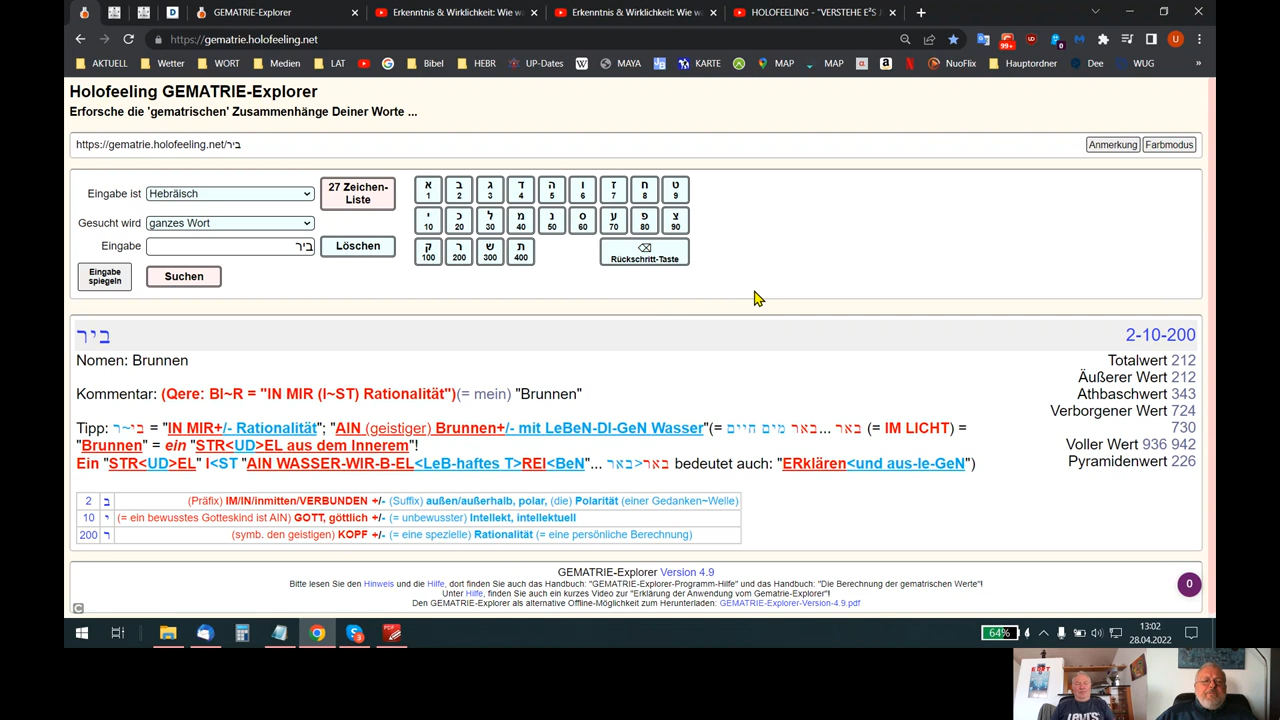 GEMATRIE-Explorer
Erkenntnis & Wirklichkeit: Wie w
Erkenntnis & Wirklichkeit: Wie w
HOLOFEELING - "VERSTEHE E²S
https://gematrie.holofeeling.net
AKTUELL Wetter WORT Medien LAT Bibel HEBR UP-Dates MAYA KARTE MAP MAP NuoFlix Hauptordner Dee WUG »
Holofeeling GEMATRIE-Explorer
Erforsche die 'gematrischen' Zusammenhänge Deiner Worte ...
https://gematrie.holofeeling.net/ביר
Anmerkung Farbmodus
Eingabe ist Hebräisch
27 Zeichen-
Liste
Gesucht wird ganzes Wort
Eingabe ביר Löschen
Eingabe
spiegeln
Suchen
א ב ג ד ה ו ז ח ט
1 2 3 4 5 6 7 8 9
י כ ל מ נ ס ע פ צ
10 20 30 40 50 60 70 80 90
ק ר ש ת
100 200 300 400
Rückschritt-Taste
ביר 2-10-200
Nomen: Brunnen
Totalwert 212
Äußerer Wert 212
Athbaschwert 343
Verborgener Wert 724
730
Voller Wert 936 942
Pyramidenwert 226
Kommentar: (Qere: BI~R = "IN MIR (I~ST) Rationalität")(= mein) "Brunnen"
Tipp: בי~ר = "IN MIR+/- Rationalität"; "AIN (geistiger) Brunnen+/- mit LeBeN-DI-GeN Wasser"(= באר מים חיים... באר (= IM LICHT) =
"Brunnen" = ein "STR<UD>EL aus dem Innerem"!
Ein "STR<UD>EL" I<ST "AIN WASSER-WIR-B-EL<LeB-haftes T>REI<BeN"... באר<באר bedeutet auch: "ERklären<und aus-le-GeN")
2 ב (Präfix) IM/IN/inmitten/VERBUNDEN +/- (Suffix) außen/außerhalb, polar, (die) Polarität (einer Gedanken~Welle)
10 י (= ein bewusstes Gotteskind ist AIN) GOTT, göttlich +/- (= unbewusster) Intellekt, intellektuell
200 ר (symb. den geistigen) KOPF +/- (= eine spezielle) Rationalität (= eine persönliche Berechnung)
GEMATRIE-Explorer Version 4.9
Bitte lesen Sie den Hinweis und die Hilfe, dort finden Sie auch das Handbuch: "GEMATRIE-Explorer-Programm-Hilfe" und das Handbuch: "Die Berechnung der gematrischen Werte"!
Unter Hilfe, finden Sie auch ein kurzes Video zur "Erklärung der Anwendung vom Gematrie-Explorer"!
Den GEMATRIE-Explorer als alternative Offline-Möglichkeit zum Herunterladen: GEMATRIE-Explorer-Version-4.9.pdf
0
64%
13:02
28.04.2022